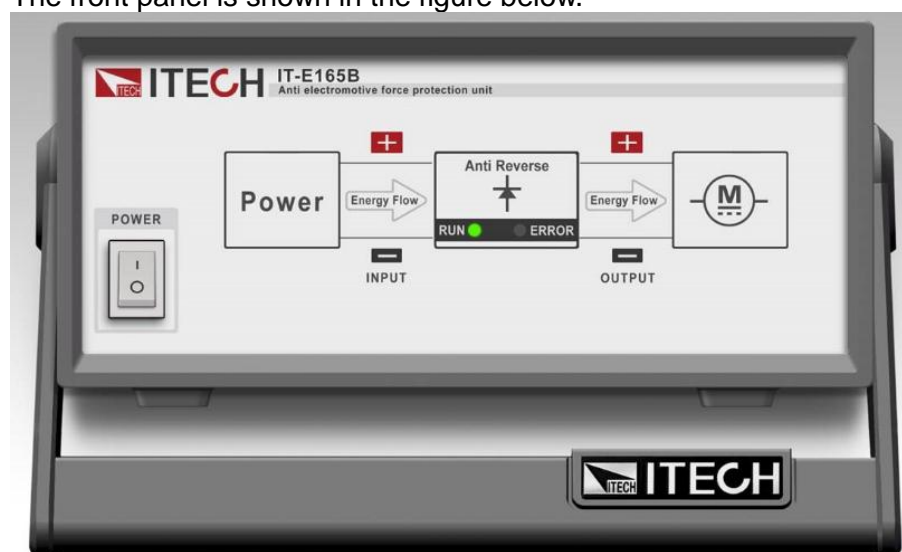 The front panel is shown in the figure below.
ITECH ITECH IT-E165B
Anti electromotive force protection unit
POWER
I
O
Power
+
Energy Flow
Anti Reverse
RUN ERROR
-
INPUT
+
Energy Flow
-
OUTPUT
M
ITECH ITECH